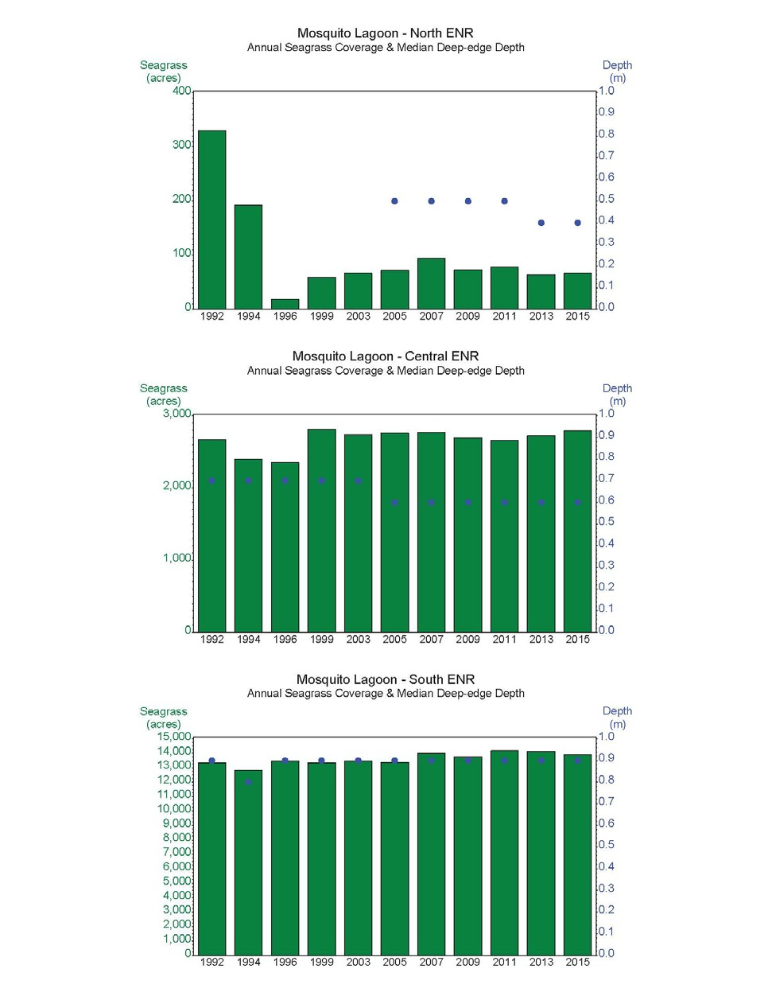 Mosquito Lagoon - North ENR
Annual Seagrass Coverage & Median Deep-edge Depth
Seagrass Depth
(acres) (m)
400 1.0
0.9
0.8
300 0.7
0.6
200 0.5
0.4
0.3
100 0.2
0.1
0 0.0
1992 1994 1996 1999 2003 2005 2007 2009 2011 2013 2015
Mosquito Lagoon - Central ENR
Annual Seagrass Coverage & Median Deep-edge Depth
Seagrass Depth
(acres) (m)
3,000 1.0
0.9
0.8
0.7
2,000 0.6
0.5
0.4
1,000 0.3
0.2
0.1
0 0.0
1992 1994 1996 1999 2003 2005 2007 2009 2011 2013 2015
Mosquito Lagoon - South ENR
Annual Seagrass Coverage & Median Deep-edge Depth
Seagrass Depth
(acres) (m)
15,000 1.0
14,000 0.9
13,000
12,000 0.8
11,000 0.7
10,000
9,000 0.6
8,000 0.5
7,000
6,000 0.4
5,000 0.3
4,000
3,000 0.2
2,000 0.1
1,000
0 0.0
1992 1994 1996 1999 2003 2005 2007 2009 2011 2013 2015